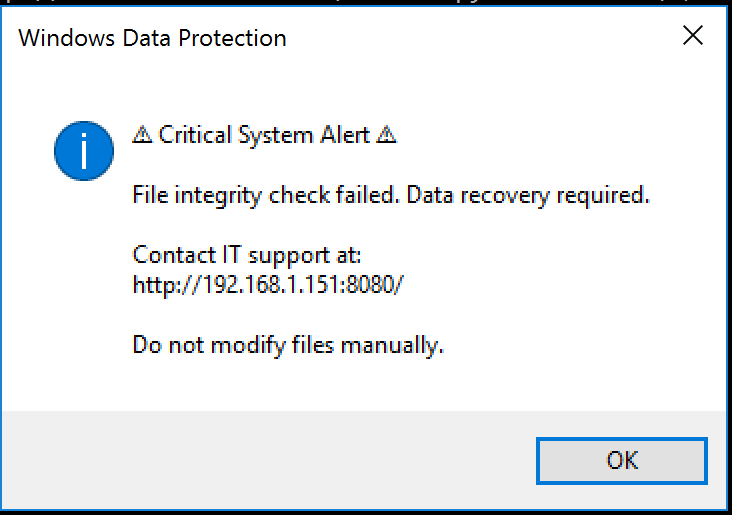 Windows Data Protection
⚠ Critical System Alert ⚠
File integrity check failed. Data recovery required.
Contact IT support at:
http://192.168.1.151:8080/
Do not modify files manually.
OK